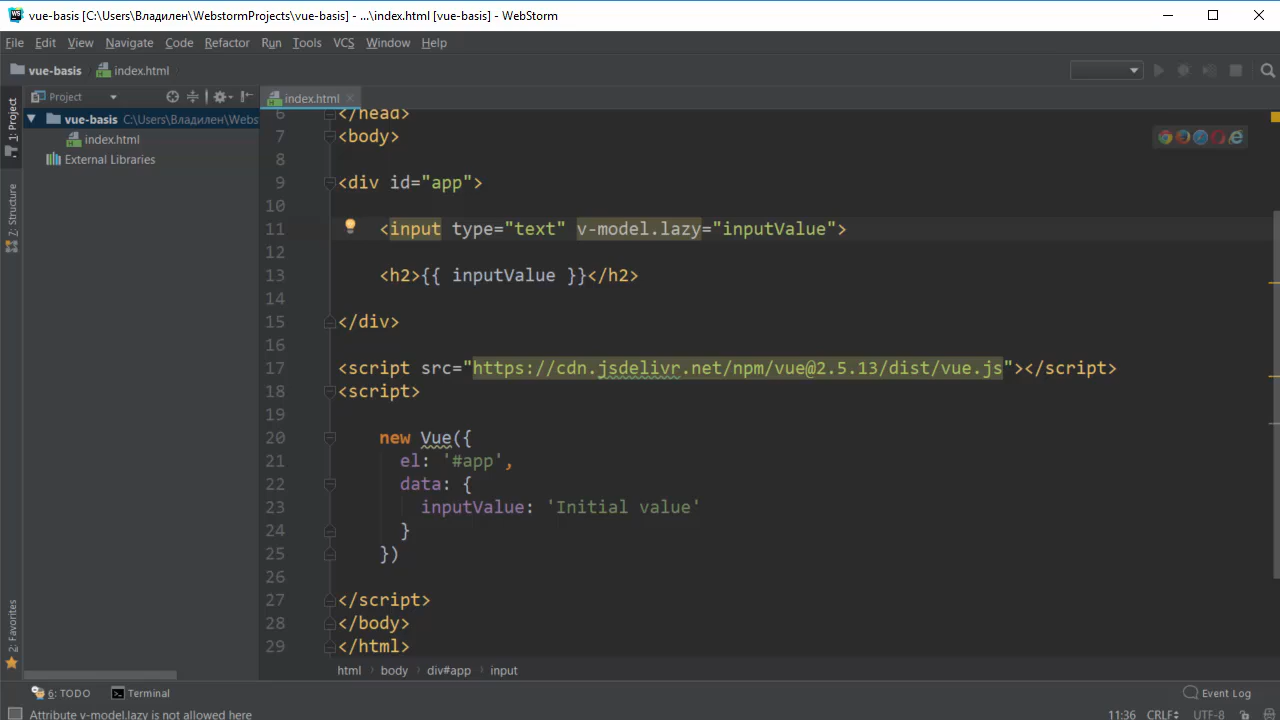 vue-basis [C:\Users\Владилен\WebstormProjects\vue-basis] - ...\index.html [vue-basis] - WebStorm
File Edit View Navigate Code Refactor Run Tools VCS Window Help
vue-basis index.html
Project
index.html
1: Project
Z: Structure
2: Favorites
vue-basis C:\Users\Владилен\Webs
index.html
External Libraries
6 </head>
7 <body>
8
9 <div id="app">
10
11 <input type="text" v-model.lazy="inputValue">
12
13 <h2>{{ inputValue }}</h2>
14
15 </div>
16
17 <script src="https://cdn.jsdelivr.net/npm/vue@2.5.13/dist/vue.js"></script>
18 <script>
19
20 new Vue({
21 el: '#app',
22 data: {
23 inputValue: 'Initial value'
24 }
25 })
26
27 </script>
28 </body>
29 </html>
html body div#app input
6: TODO Terminal Event Log
Attribute v-model.lazy is not allowed here 11:36 CRLF UTF-8